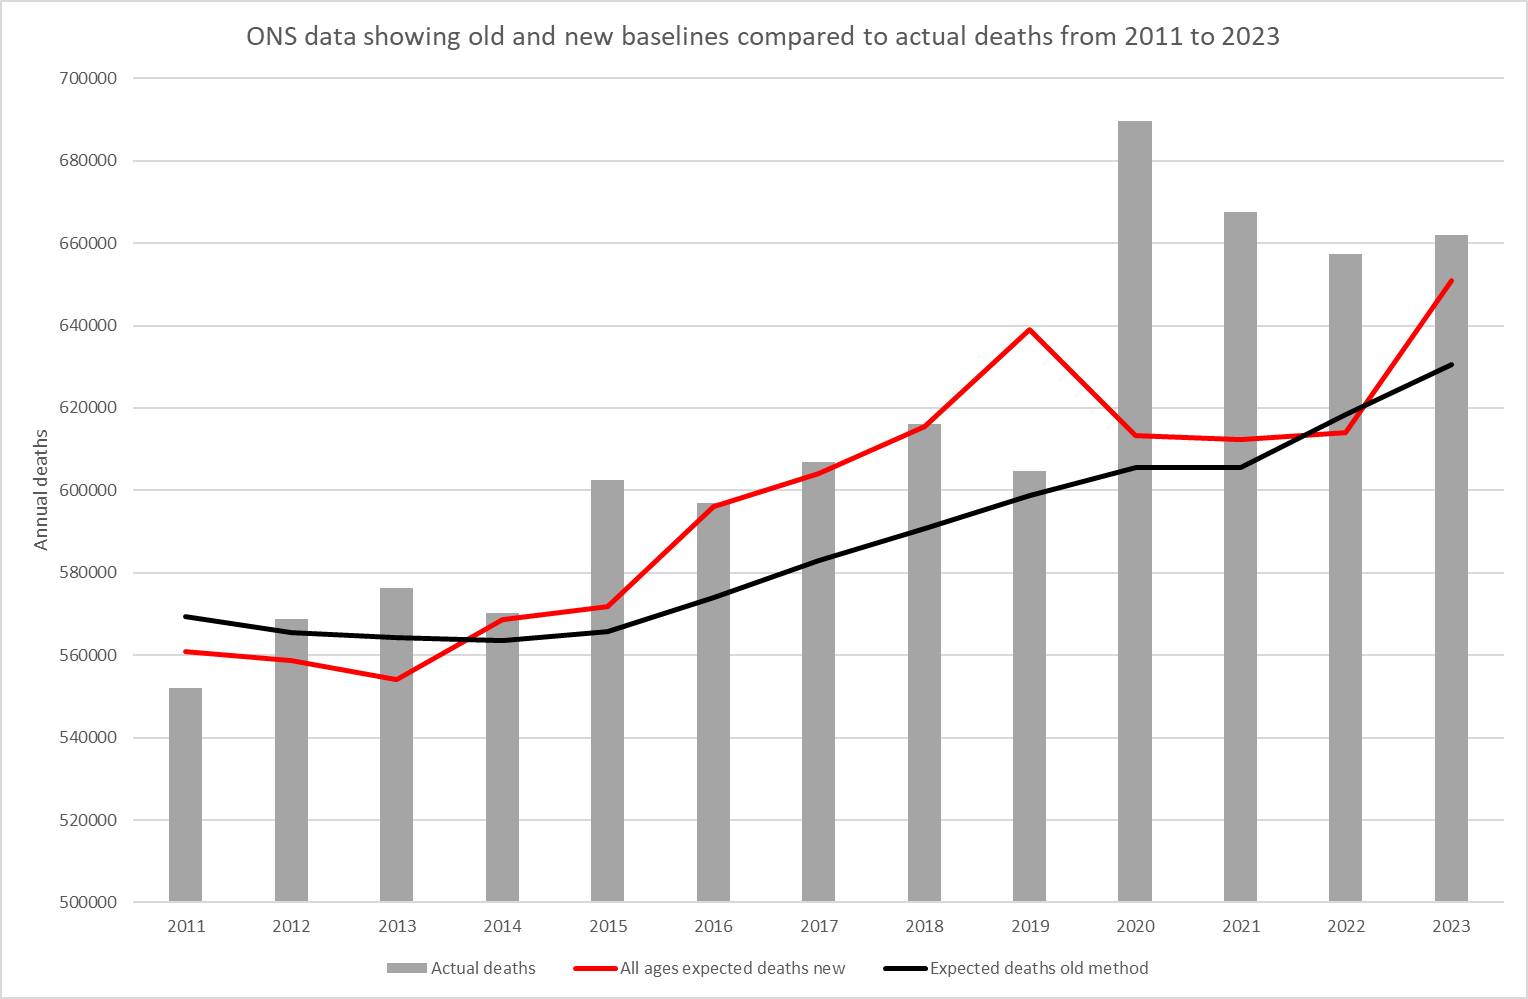 ONS data showing old and new baselines compared to actual deaths from 2011 to 2023
700000
680000
660000
640000
620000
600000
580000
560000
540000
520000
500000
Annual deaths
2011 2012 2013 2014 2015 2016 2017 2018 2019 2020 2021 2022 2023
Actual deaths All ages expected deaths new Expected deaths old method